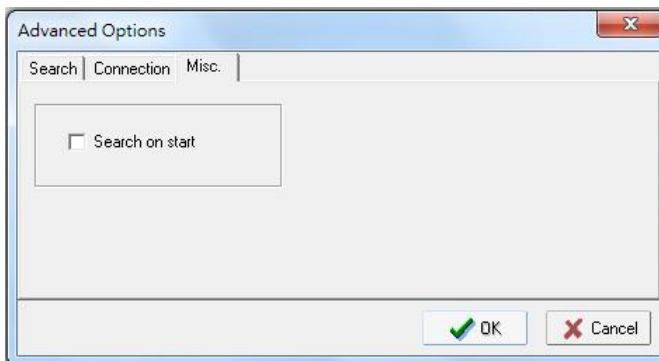 Advanced Options
Search Connection Misc.
Search on start
OK Cancel